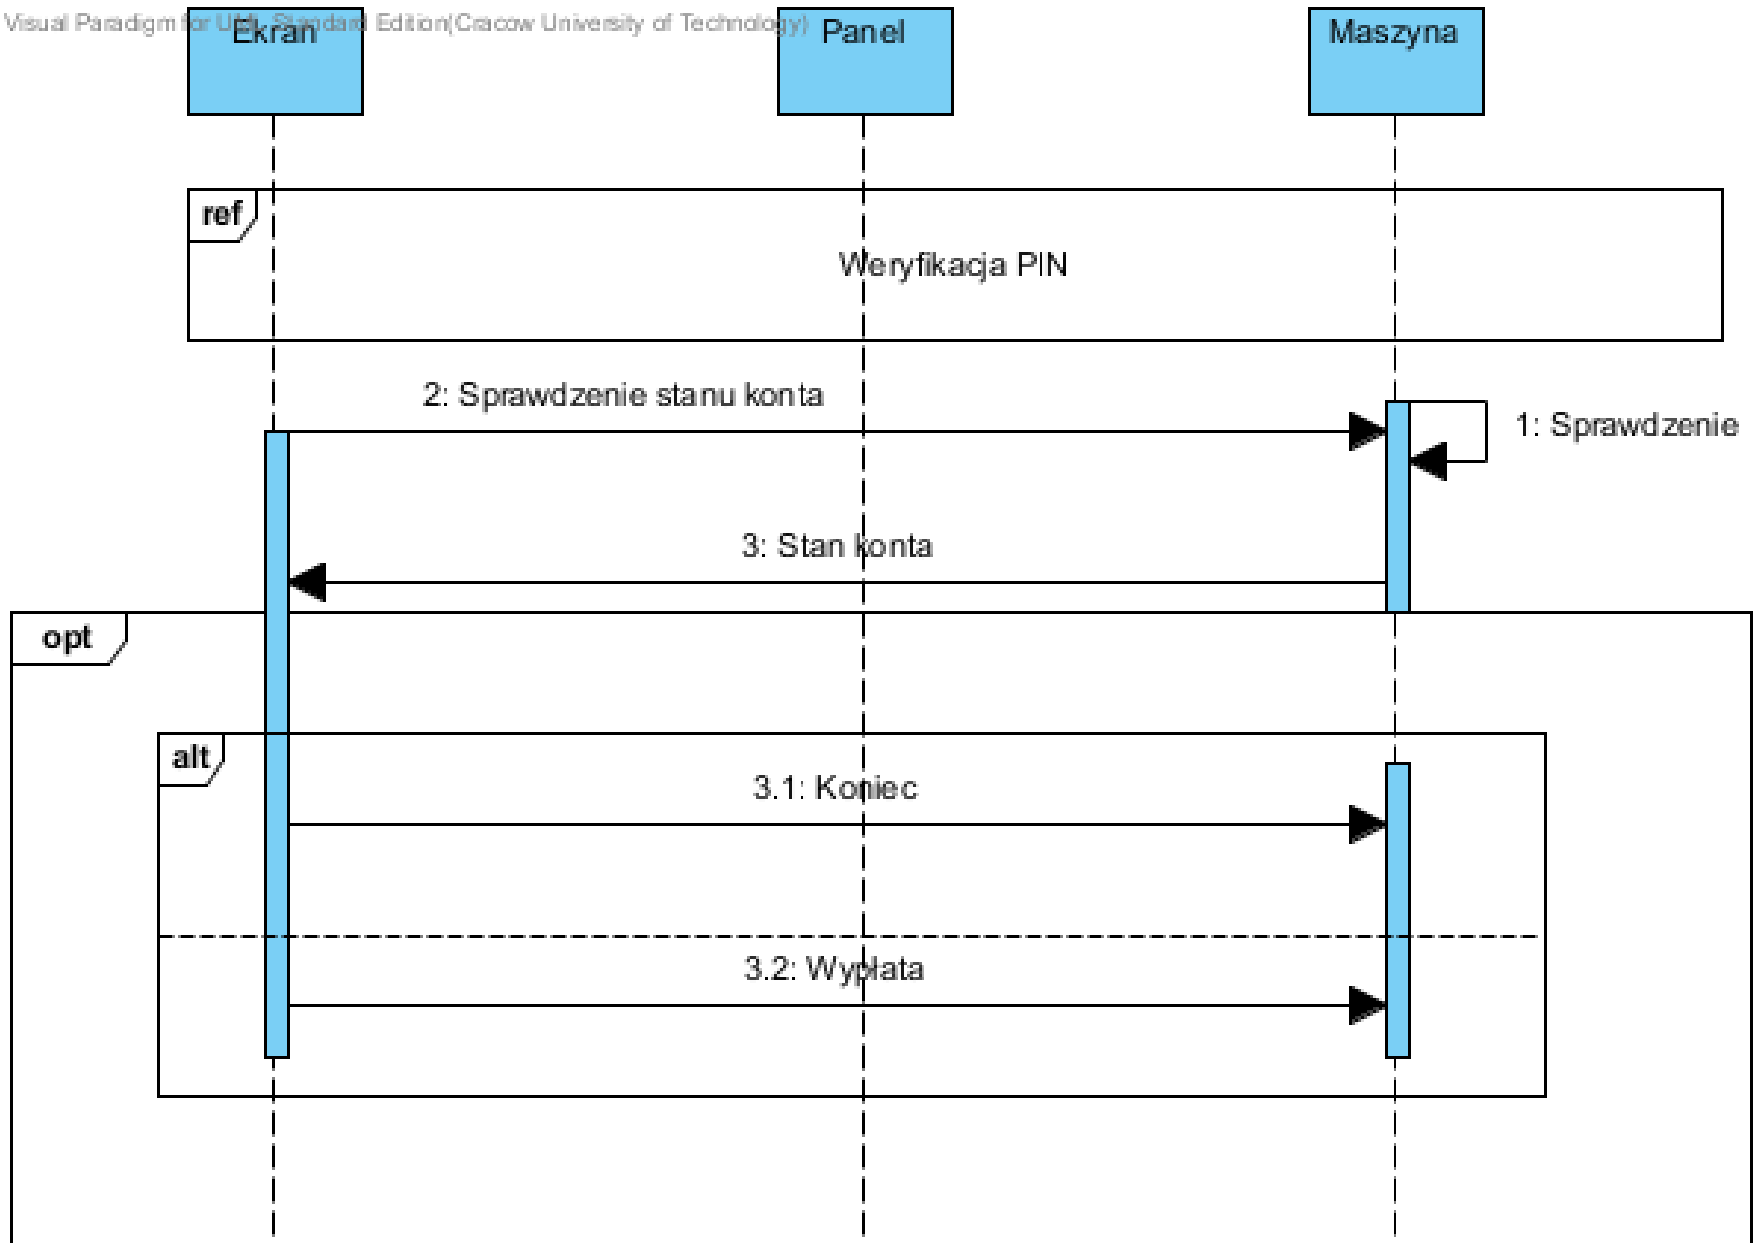 Visual Paradigm for UML Standard Edition(Cracow University of Technology)
Ekran
Panel
Maszyna
ref
Weryfikacja PIN
2: Sprawdzenie stanu konta
1: Sprawdzenie
3: Stan konta
opt
alt
3.1: Koniec
3.2: Wypłata